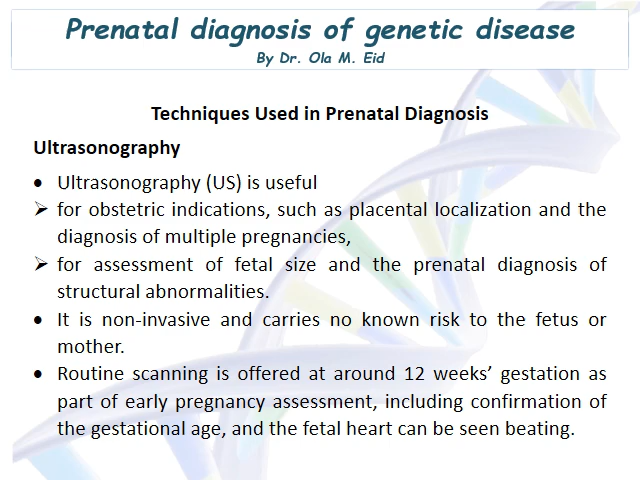 Prenatal diagnosis of genetic disease
By Dr. Ola M. Eid
Techniques Used in Prenatal Diagnosis
Ultrasonography
• Ultrasonography (US) is useful
➢ for obstetric indications, such as placental localization and the
diagnosis of multiple pregnancies,
➢ for assessment of fetal size and the prenatal diagnosis of
structural abnormalities.
• It is non-invasive and carries no known risk to the fetus or
mother.
• Routine scanning is offered at around 12 weeks’ gestation as
part of early pregnancy assessment, including confirmation of
the gestational age, and the fetal heart can be seen beating.